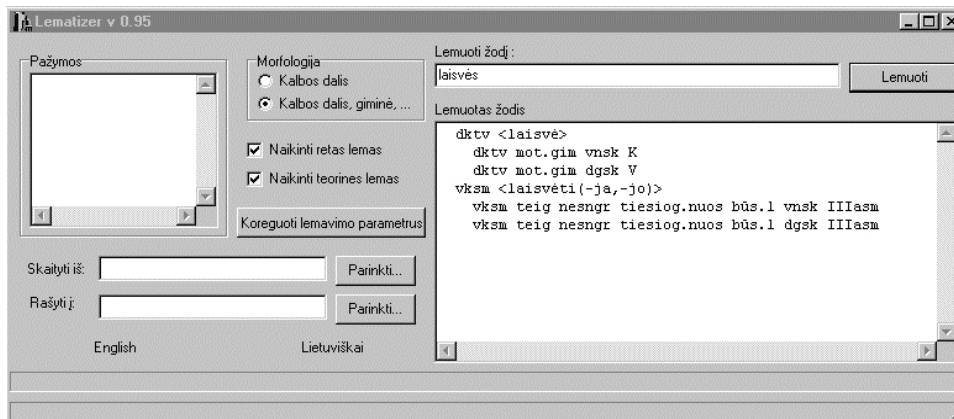 Lematizer v 0.95
Pažymos
Morfologija
Kalbos dalis
Kalbos dalis, giminė, ...
Naikinti retas lemas
Naikinti teorines lemas
Koreguoti lemavimo parametrus
Skaityti iš:
Parinkti...
Rašyti į:
Parinkti...
English
Lietuviškai
Lemuoti žodį :
laisvės
Lemuoti
Lemuotas žodis
dktv <laisvė>
dktv mot.gim vnsk K
dktv mot.gim dgsk V
vksm <laisvėti(-ja,-jo)>
vksm teig nesngr tiesiog.nuos būs.l vnsk IIIasm
vksm teig nesngr tiesiog.nuos būs.l dgsk IIIasm